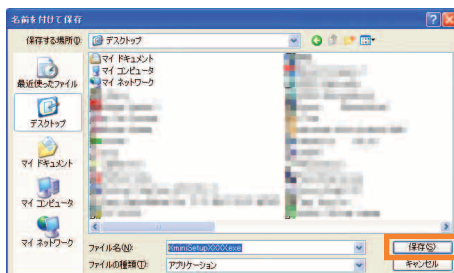 名前を付けて保存
保存する場所(I):
デスクトップ
マイ ドキュメント
マイ コンピュータ
マイ ネットワーク
最近使ったファイル
デスクトップ
マイ ドキュメント
マイ コンピュータ
マイ ネットワーク
ファイル名(N):
XminiSetupXXXX.exe
保存(S)
ファイルの種類(T):
アプリケーション
キャンセル